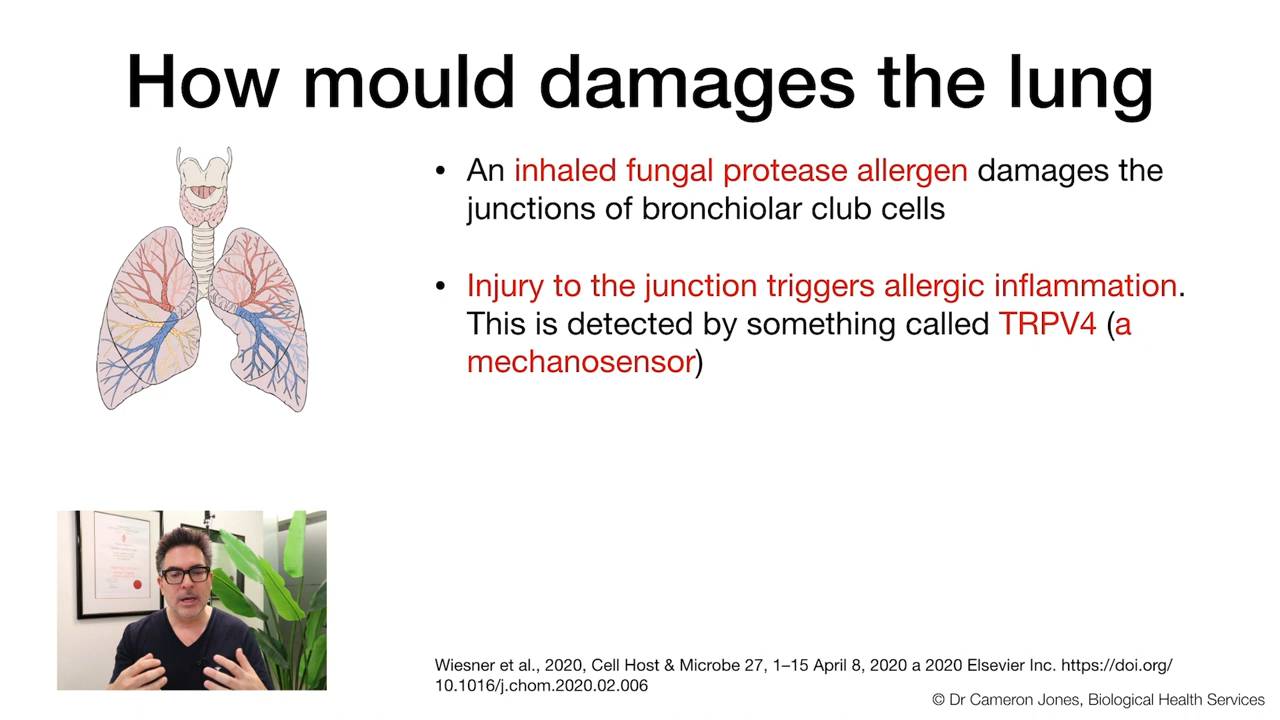 How mould damages the lung
• An inhaled fungal protease allergen damages the
junctions of bronchiolar club cells
• Injury to the junction triggers allergic inflammation.
This is detected by something called TRPV4 (a
mechanosensor)
Wiesner et al., 2020, Cell Host & Microbe 27, 1–15 April 8, 2020 a 2020 Elsevier Inc. https://doi.org/
10.1016/j.chom.2020.02.006
© Dr Cameron Jones, Biological Health Services